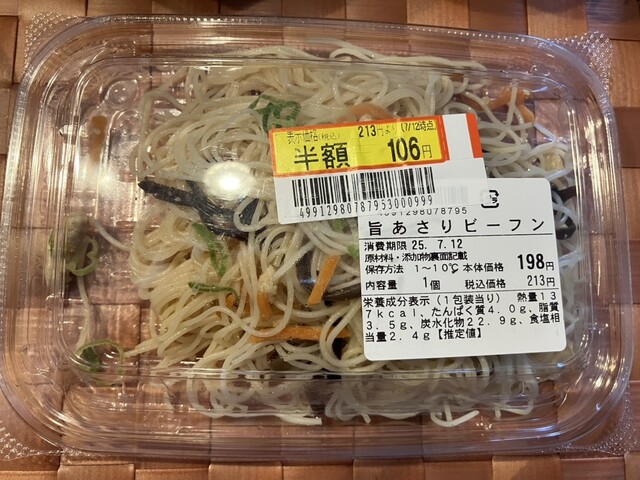 表示価格(税込) 213円より(7/12時点)
半額 106円
4991298078795300099​9
4991298078795
旨あさりビーフン
消費期限 25. 7.12
原材料・添加物裏面記載
保存方法 1〜10℃ 本体価格 198円
内容量 1個 税込価格 213円
栄養成分表示(1包装当り) 熱量13
7kcal、たんぱく質4.0g、脂質
3.5g、炭水化物22.9g、食塩相
当量2.4g【推定値】